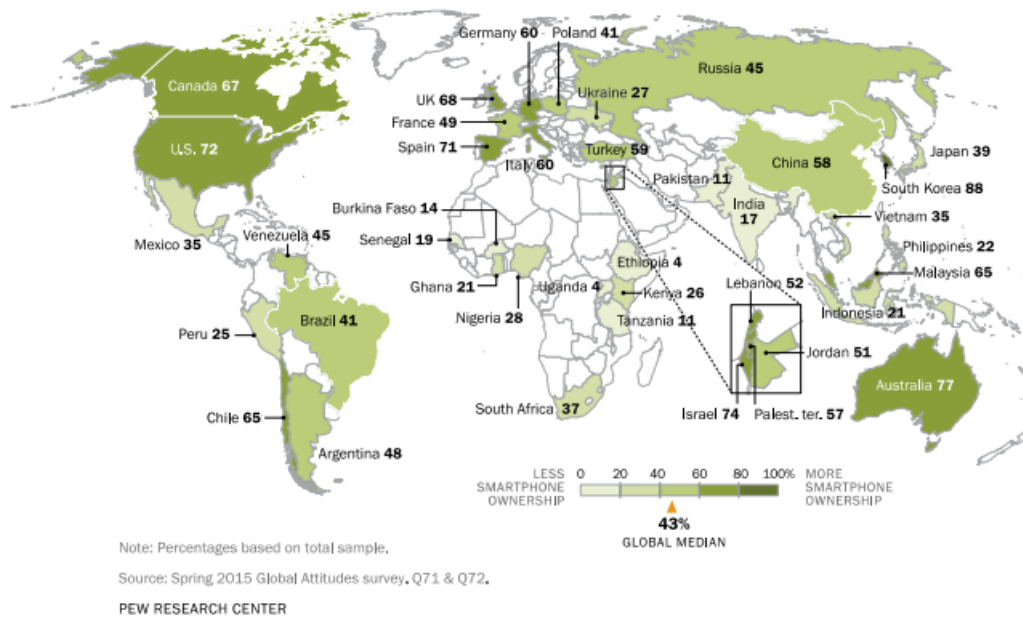 Germany 60
Poland 41
Canada 67
Russia 45
UK 68
Ukraine 27
France 49
U.S. 72
Spain 71
Turkey 59
China 58
Japan 39
Italy 60
Pakistan 11
South Korea 88
India
17
Burkina Faso 14
Vietnam 35
Venezuela 45
Senegal 19
Mexico 35
Philippines 22
Ethiopia 4
Malaysia 65
Lebanon 52
Ghana 21
Uganda 4
Kenya 26
Indonesia 21
Brazil 41
Nigeria 28
Tanzania 11
Peru 25
Jordan 51
Australia 77
South Africa 37
Chile 65
Israel 74
Palest. ter. 57
Argentina 48
LESS
SMARTPHONE
OWNERSHIP
0 20 40 60 80 100%
MORE
SMARTPHONE
OWNERSHIP
43%
GLOBAL MEDIAN
Note: Percentages based on total sample.
Source: Spring 2015 Global Attitudes survey. Q71 & Q72.
PEW RESEARCH CENTER